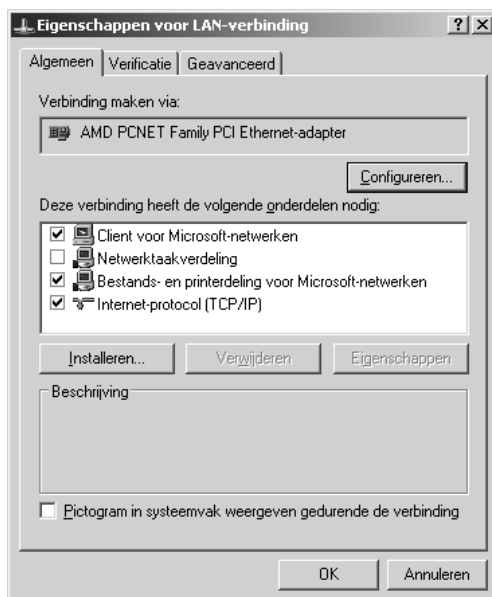 Eigenschappen voor LAN-verbinding
Algemeen Verificatie Geavanceerd
Verbinding maken via:
AMD PCNET Family PCI Ethernet-adapter
Configureren...
Deze verbinding heeft de volgende onderdelen nodig:
Client voor Microsoft-netwerken
Netwerktaakverdeling
Bestands- en printerdeling voor Microsoft-netwerken
Internet-protocol (TCP/IP)
Installeren... Verwijderen Eigenschappen
Beschrijving
Pictogram in systeemvak weergeven gedurende de verbinding
OK Annuleren